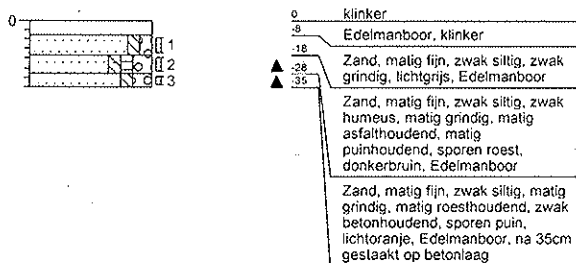 0
1
2
3
0
klinker
-8
Edelmanboor, klinker
-18
Zand, matig fijn, zwak siltig, zwak
grindig, lichtgrijs, Edelmanboor
-28
Zand, matig fijn, zwak siltig, zwak
humeus, matig grindig, matig
asfalthoudend, matig
puinhoudend, sporen roest,
donkerbruin, Edelmanboor
-35
Zand, matig fijn, zwak siltig, matig
grindig, matig roesthoudend, zwak
betonhoudend, sporen puin,
lichtoranje, Edelmanboor, na 35cm
gestaakt op betonlaag